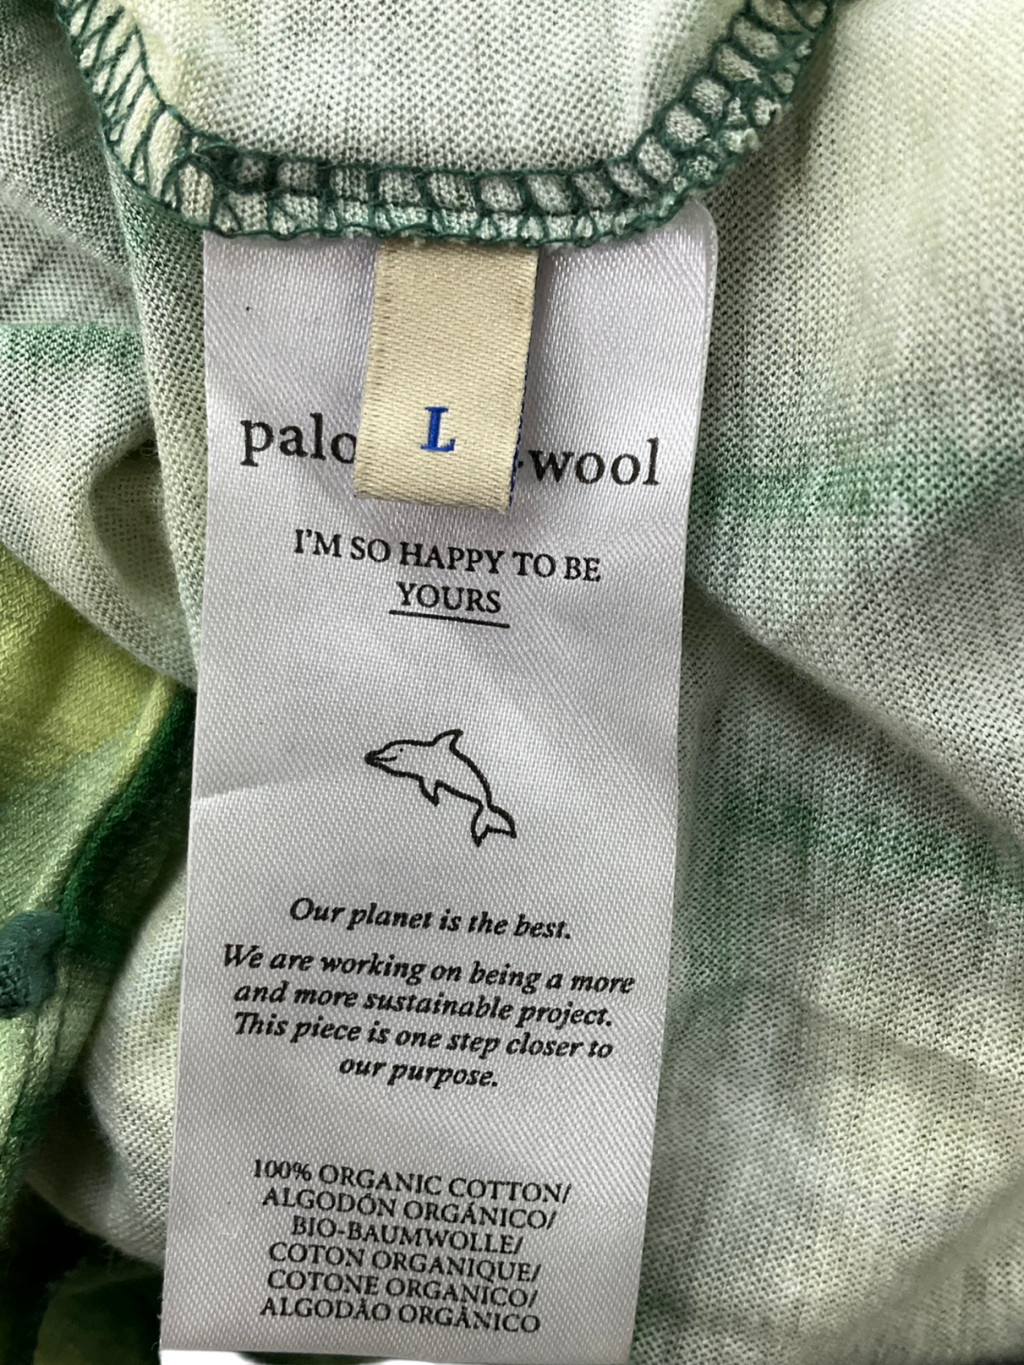 L
palo wool
I'M SO HAPPY TO BE
YOURS
Our planet is the best.
We are working on being a more
and more sustainable project.
This piece is one step closer to
our purpose.
100% ORGANIC COTTON/
ALGODÓN ORGÁNICO/
BIO-BAUMWOLLE/
COTON ORGANIQUE/
COTONE ORGANICO/
ALGODÃO ORGÂNICO